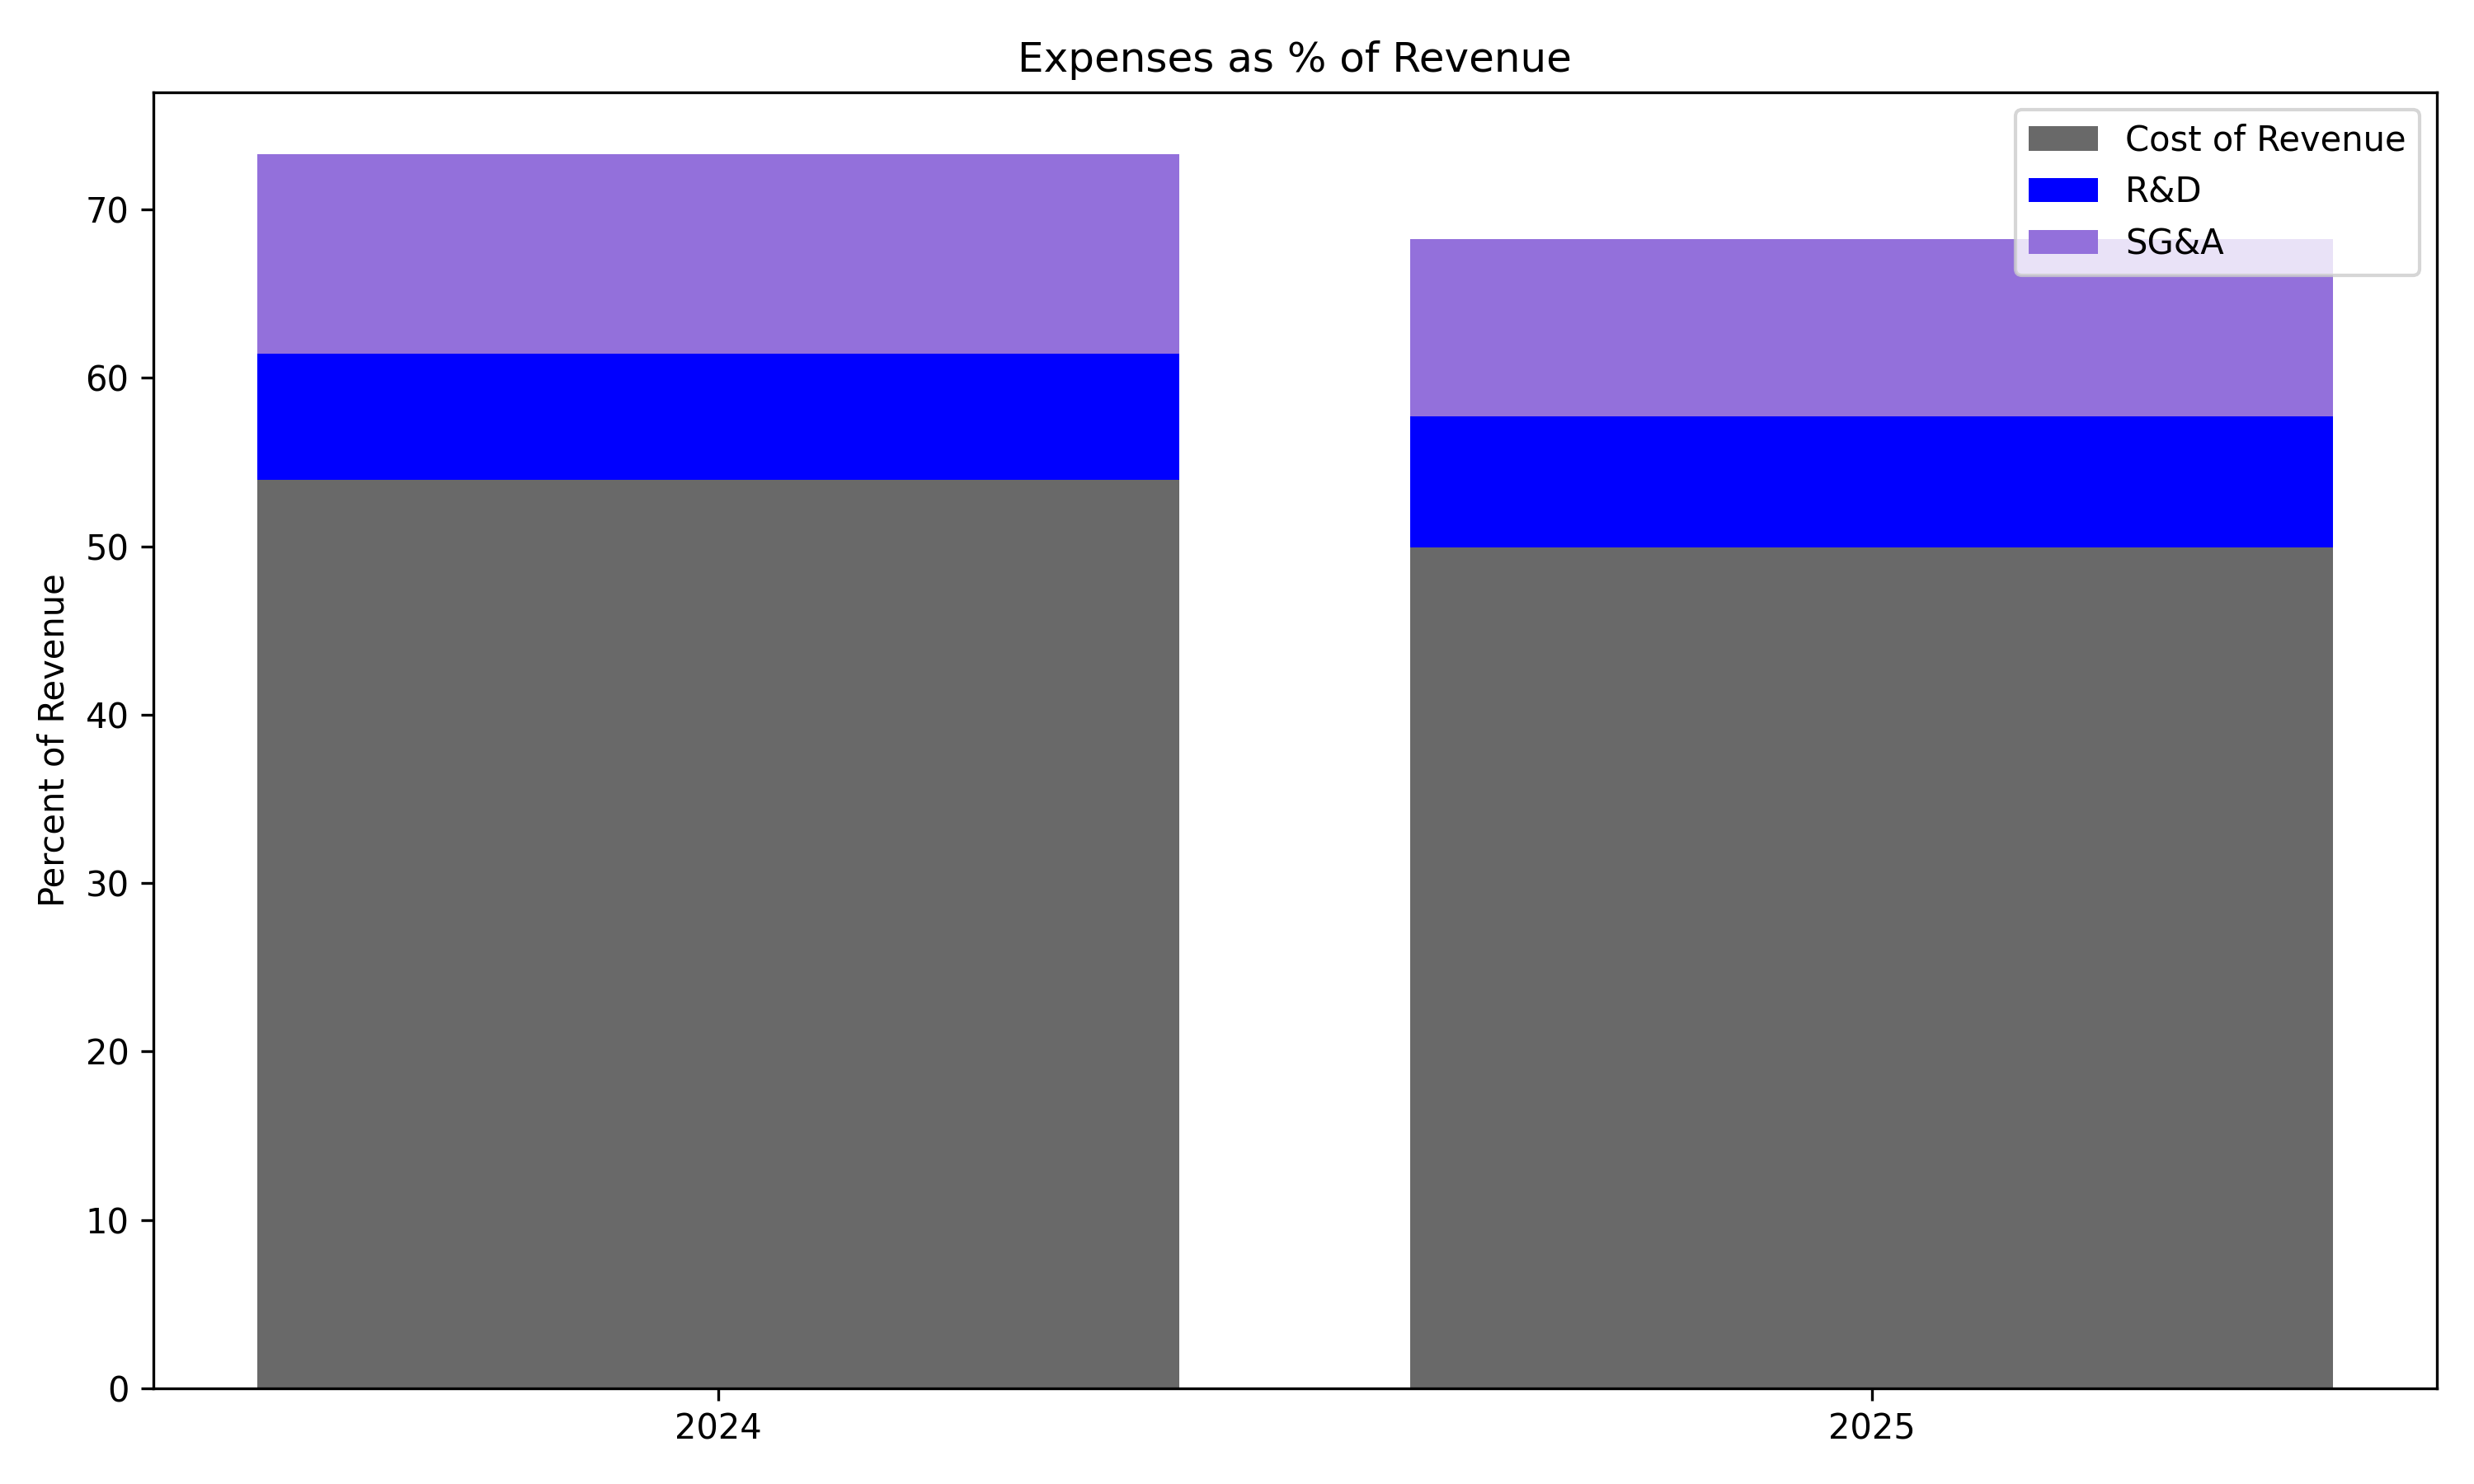 Expenses as % of Revenue
Cost of Revenue
R&D
SG&A
Percent of Revenue
70
60
50
40
30
20
10
0
2024
2025